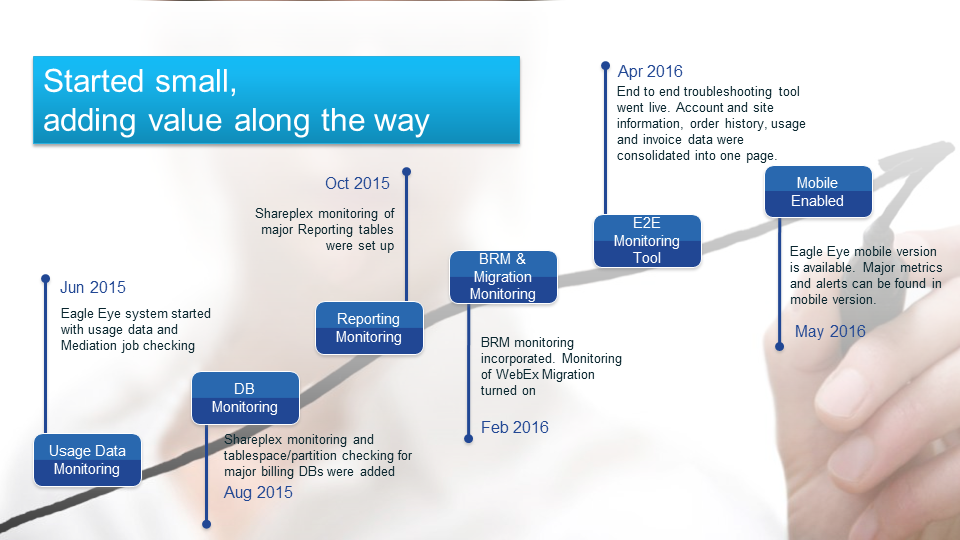 Started small,
adding value along the way
Jun 2015
Eagle Eye system started
with usage data and
Mediation job checking
Usage Data
Monitoring
DB
Monitoring
Shareplex monitoring and
tablespace/partition checking for
major billing DBs were added
Aug 2015
Oct 2015
Shareplex monitoring of
major Reporting tables
were set up
Reporting
Monitoring
BRM &
Migration
Monitoring
BRM monitoring
incorporated. Monitoring
of WebEx Migration
turned on
Feb 2016
Apr 2016
End to end troubleshooting tool
went live. Account and site
information, order history, usage
and invoice data were
consolidated into one page.
E2E
Monitoring
Tool
Mobile
Enabled
Eagle Eye mobile version
is available. Major metrics
and alerts can be found in
mobile version.
May 2016